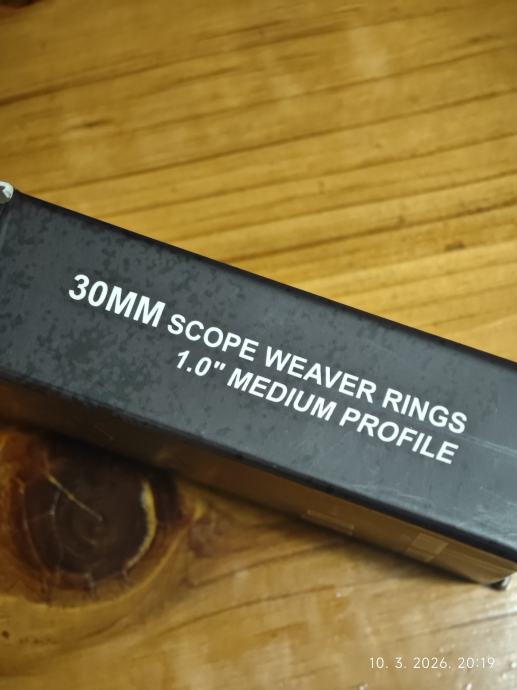 30MM SCOPE WEAVER RINGS
1.0" MEDIUM PROFILE
10. 3. 2026. 20:19